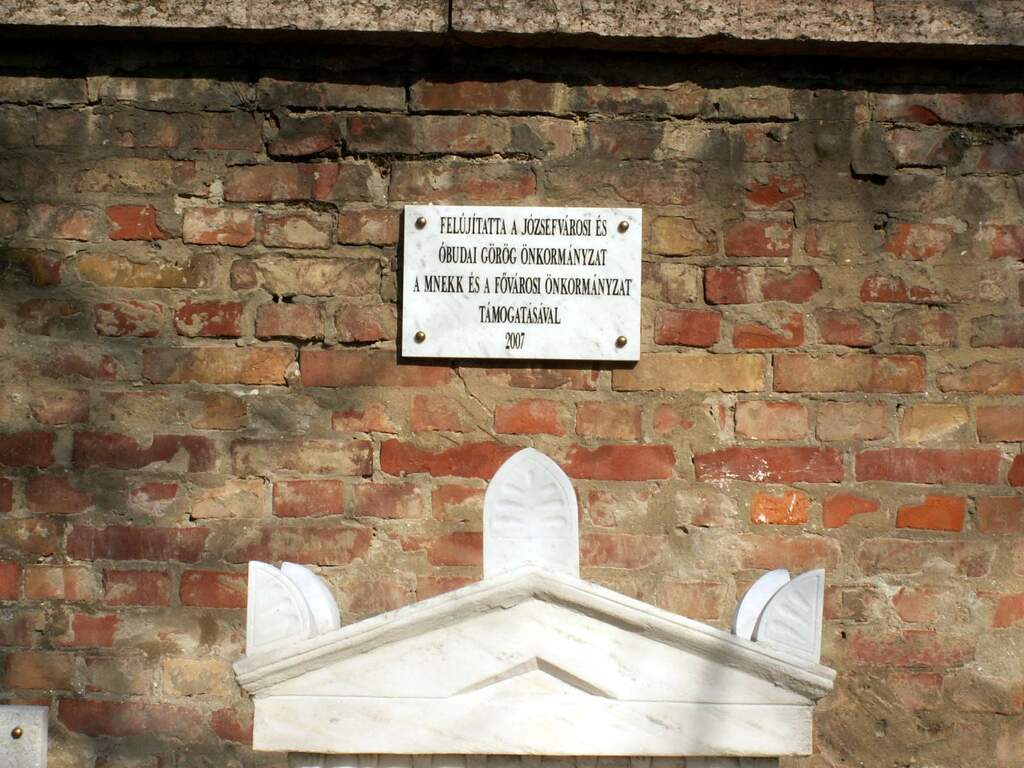 FELÚJÍTATTA A JÓZSEFVÁROSI ÉS
ÓBUDAI GÖRÖG ÖNKORMÁNYZAT
A MNEKK ÉS A FŐVÁROSI ÖNKORMÁNYZAT
TÁMOGATÁSÁVAL
2007